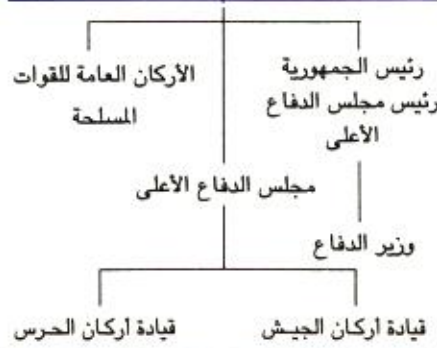 رئيس الجمهورية
رئيس مجلس الدفاع
الأعلى
الأركان العامة للقوات
المسلحة
مجلس الدفاع الأعلى
وزير الدفاع
قيادة أركان الجيش
قيادة أركان الحرس